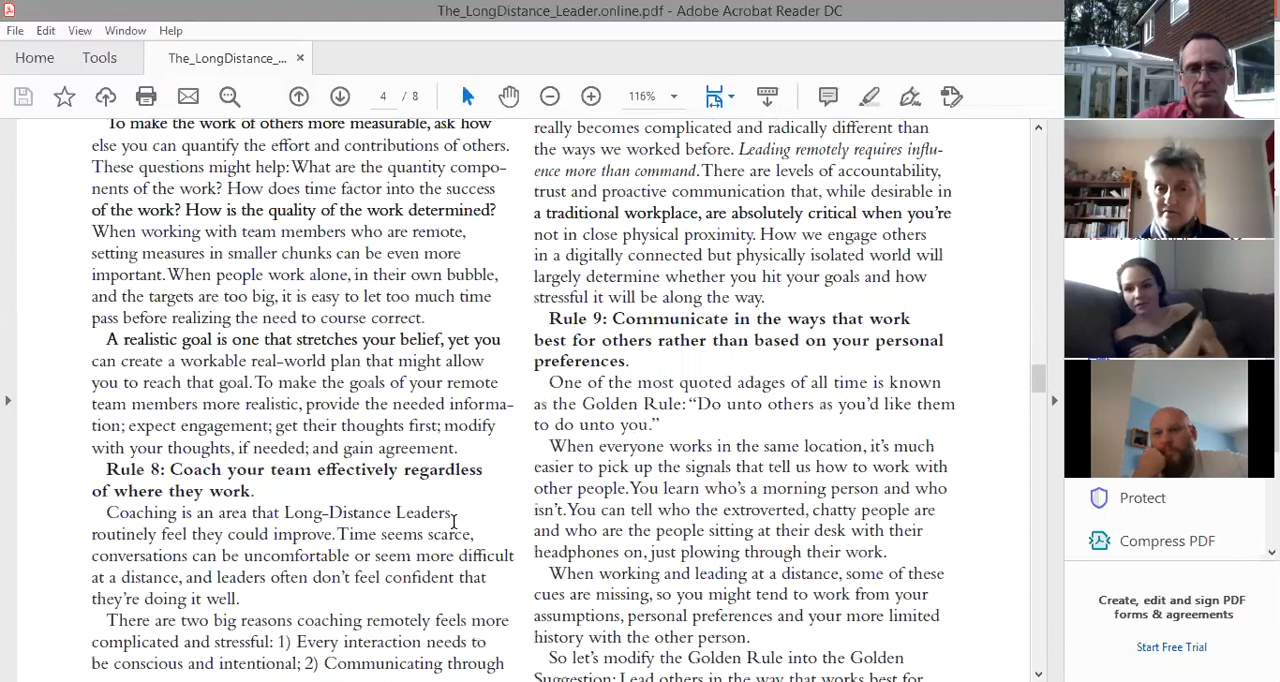 The_LongDistance_Leader.online.pdf - Adobe Acrobat Reader DC
File Edit View Window Help
Home Tools The_LongDistance_... ×
4 / 8 116%
To make the work of others more measurable, ask how
else you can quantify the effort and contributions of others.
These questions might help: What are the quantity compo-
nents of the work? How does time factor into the success
of the work? How is the quality of the work determined?
When working with team members who are remote,
setting measures in smaller chunks can be even more
important. When people work alone, in their own bubble,
and the targets are too big, it is easy to let too much time
pass before realizing the need to course correct.
A realistic goal is one that stretches your belief, yet you
can create a workable real-world plan that might allow
you to reach that goal. To make the goals of your remote
team members more realistic, provide the needed informa-
tion; expect engagement; get their thoughts first; modify
with your thoughts, if needed; and gain agreement.
Rule 8: Coach your team effectively regardless
of where they work.
Coaching is an area that Long-Distance Leaders
routinely feel they could improve. Time seems scarce,
conversations can be uncomfortable or seem more difficult
at a distance, and leaders often don't feel confident that
they're doing it well.
There are two big reasons coaching remotely feels more
complicated and stressful: 1) Every interaction needs to
be conscious and intentional; 2) Communicating through
really becomes complicated and radically different than
the ways we worked before. Leading remotely requires influ-
ence more than command. There are levels of accountability,
trust and proactive communication that, while desirable in
a traditional workplace, are absolutely critical when you're
not in close physical proximity. How we engage others
in a digitally connected but physically isolated world will
largely determine whether you hit your goals and how
stressful it will be along the way.
Rule 9: Communicate in the ways that work
best for others rather than based on your personal
preferences.
One of the most quoted adages of all time is known
as the Golden Rule: “Do unto others as you'd like them
to do unto you.”
When everyone works in the same location, it's much
easier to pick up the signals that tell us how to work with
other people. You learn who's a morning person and who
isn't. You can tell who the extroverted, chatty people are
and who are the people sitting at their desk with their
headphones on, just plowing through their work.
When working and leading at a distance, some of these
cues are missing, so you might tend to work from your
assumptions, personal preferences and your more limited
history with the other person.
So let's modify the Golden Rule into the Golden
Suggestion: Lead others in the way that works best for
Protect
Compress PDF
Create, edit and sign PDF
forms & agreements
Start Free Trial